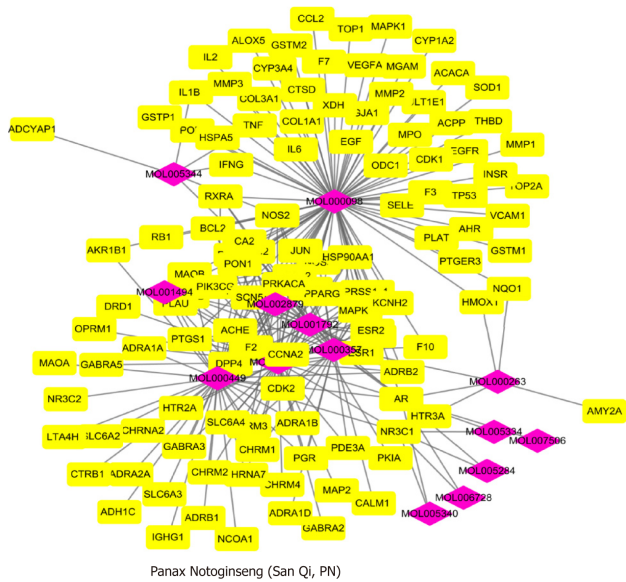 CCL2
TOP1
MAPK1
ALOX5
GSTM2
CYP1A2
IL2
CYP3A4
F7
VEGFA
MGAM
ACACA
MMP3
CTSD
MMP2
SOD1
IL1B
COL3A1
XDH
GSTP1
TNF
COL1A1
GJA1
MPO
ACPP
THBD
ADCYAP1
HSPA5
EGF
EGFR
MMP1
IL6
IFNG
ODC1
CDK1
MOL005344
INSR
RXRA
MOL000098
SELE
F3
TP53
TOP2A
NOS2
VCAM1
BCL2
AHR
RB1
CA2
JUN
PLAT
GSTM1
AKR1B1
PON1
HSP90AA1
PTGER3
MAOB
PIK3CG
PRKACA
NQO1
MOL001494
SCN5
PPARG
HMOX1
DRD1
PLAU
MOL002879
MAPK
KCNH2
OPRM1
ACHE
MOL001792
ESR2
ADRA1A
PTGS1
F2
CCNA2
MOL000357
ESR1
F10
MAOA
GABRA5
DPP4
MOL000449
ADRB2
MOL000263
NR3C2
CDK2
AR
HTR2A
HTR3A
AMY2A
LTA4H
SLC6A2
CHRNA2
SLC6A4
ADRA1B
NR3C1
MOL005334
MOL007506
GABRA3
CHRM1
PGR
PDE3A
PKIA
CTRB1
ADRA2A
CHRM2
CHRM4
MOL005284
SLC6A3
MAP2
MOL006728
ADH1C
ADRB1
ADRA1D
CALM1
MOL005340
IGHG1
NCOA1
GABRA2
Panax Notoginseng (San Qi, PN)